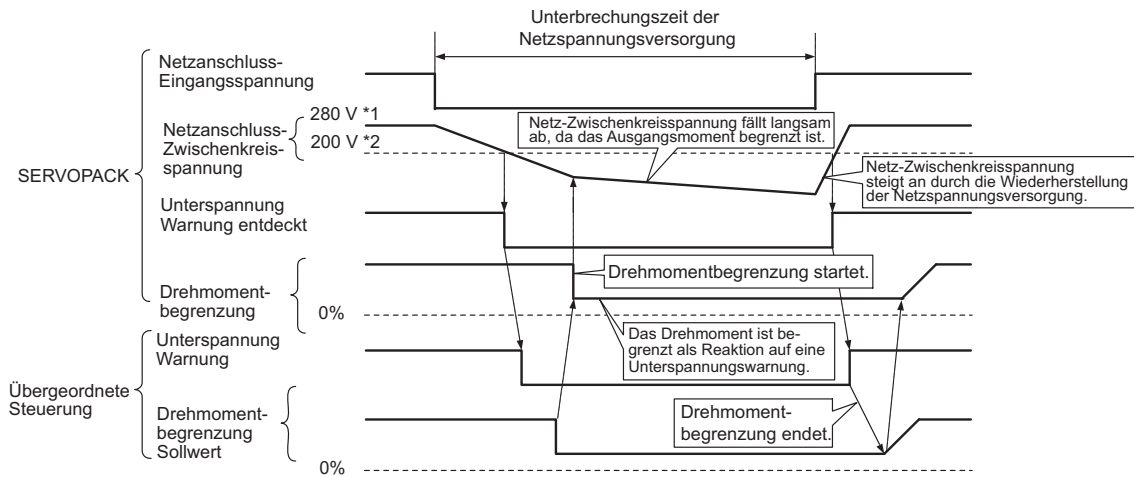 Unterbrechungszeit der
Netzspannungsversorgung
SERVOPACK
Netzanschluss-
Eingangsspannung
Netzanschluss-
Zwischenkreis-
spannung
280 V *1
200 V *2
Netz-Zwischenkreisspannung fällt langsam
ab, da das Ausgangsmoment begrenzt ist.
Netz-Zwischenkreisspannung
steigt an durch die Wiederherstellung
der Netzspannungsversorgung.
Unterspannung
Warnung entdeckt
Drehmoment-
begrenzung
0%
Drehmomentbegrenzung startet.
Das Drehmoment ist be-
grenzt als Reaktion auf eine
Unterspannungswarnung.
Übergeordnete
Steuerung
Unterspannung
Warnung
Drehmoment-
begrenzung
Sollwert
0%
Drehmoment-
begrenzung endet.